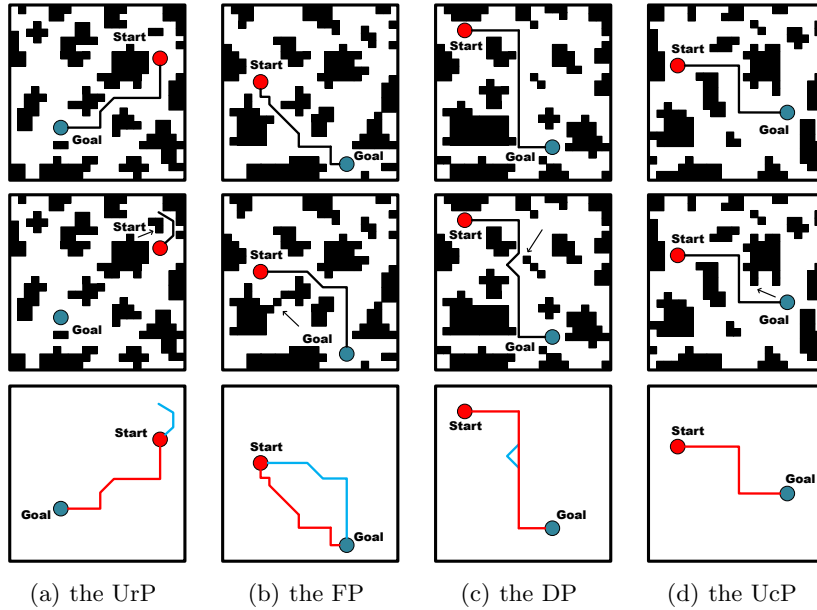 Start
Goal
Start
Goal
Start
Goal
Start
Goal
Start
Goal
Start
Goal
Start
Goal
Start
Goal
Start
Goal
Start
Goal
Start
Goal
Start
Goal
(a) the UrP
(b) the FP
(c) the DP
(d) the UcP